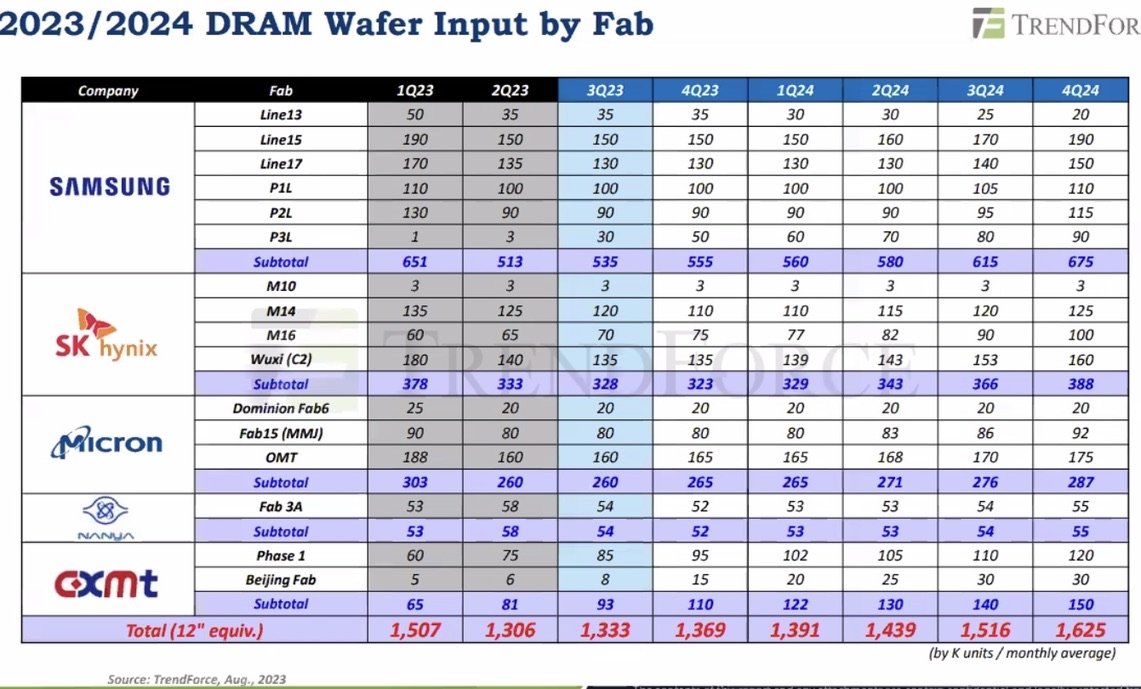 2023/2024 DRAM Wafer Input by Fab
TRENDFOR
Company Fab 1Q23 2Q23 3Q23 4Q23 1Q24 2Q24 3Q24 4Q24
SAMSUNG
Line13 50 35 35 35 30 30 25 20
Line15 190 150 150 150 150 160 170 190
Line17 170 135 130 130 130 130 140 150
P1L 110 100 100 100 100 100 105 110
P2L 130 90 90 90 90 90 95 115
P3L 1 3 30 50 60 70 80 90
Subtotal 651 513 535 555 560 580 615 675
SK hynix
M10 3 3 3 3 3 3 3 3
M14 135 125 120 110 110 115 120 125
M16 60 65 70 75 77 82 90 100
Wuxi (C2) 180 140 135 135 139 143 153 160
Subtotal 378 333 328 323 329 343 366 388
TRENDFORCE
Micron
Dominion Fab6 25 20 20 20 20 20 20 20
Fab15 (MMJ) 90 80 80 80 80 83 86 92
OMT 188 160 160 165 165 168 170 175
Subtotal 303 260 260 265 265 271 276 287
NANYA
Fab 3A 53 58 54 52 53 53 54 55
Subtotal 53 58 54 52 53 53 54 55
cxmt
Phase 1 60 75 85 95 102 105 110 120
Beijing Fab 5 6 8 15 20 25 30 30
Subtotal 65 81 93 110 122 130 140 150
Total (12" equiv.) 1,507 1,306 1,333 1,369 1,391 1,439 1,516 1,625
(by K units / monthly average)
Source: TrendForce, Aug., 2023